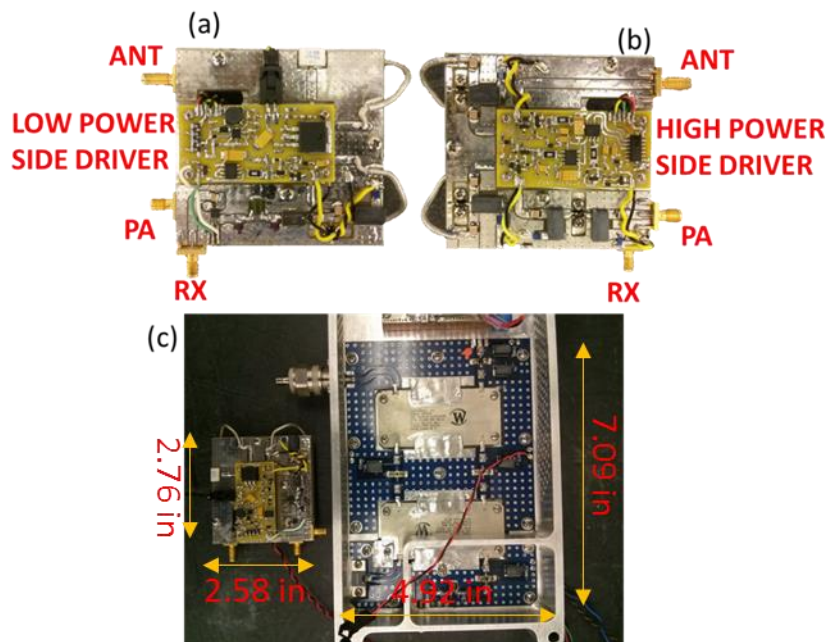 (a)
(b)
ANT
ANT
LOW POWER
SIDE DRIVER
HIGH POWER
SIDE DRIVER
PA
PA
RX
RX
(c)
2.76 in
2.58 in
7.09 in
4.92 in
W